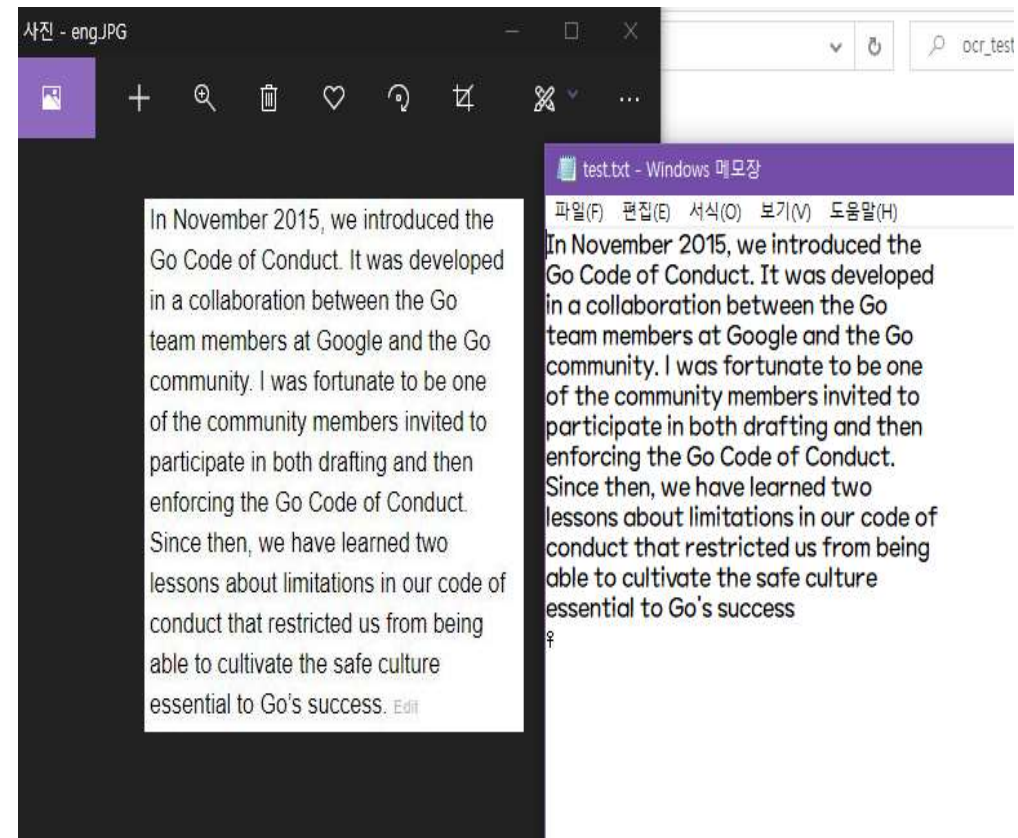 사진 - eng.JPG
ocr_test
In November 2015, we introduced the
Go Code of Conduct. It was developed
in a collaboration between the Go
team members at Google and the Go
community. I was fortunate to be one
of the community members invited to
participate in both drafting and then
enforcing the Go Code of Conduct.
Since then, we have learned two
lessons about limitations in our code of
conduct that restricted us from being
able to cultivate the safe culture
essential to Go's success. Edit
test.txt - Windows 메모장
파일(F) 편집(E) 서식(O) 보기(V) 도움말(H)
In November 2015, we introduced the
Go Code of Conduct. It was developed
in a collaboration between the Go
team members at Google and the Go
community. I was fortunate to be one
of the community members invited to
participate in both drafting and then
enforcing the Go Code of Conduct.
Since then, we have learned two
lessons about limitations in our code of
conduct that restricted us from being
able to cultivate the safe culture
essential to Go's success
♀